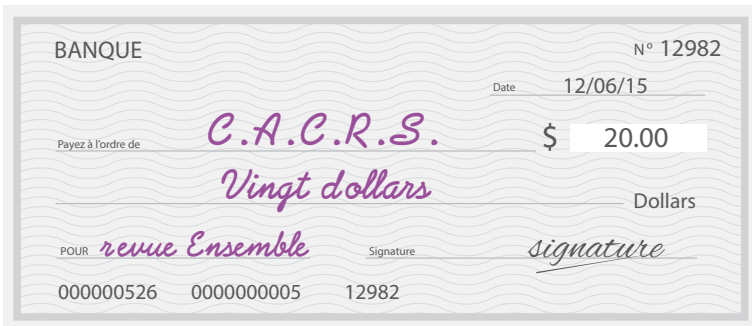 BANQUE N° 12982
Date 12/06/15
Payez à l'ordre de C.A.C.R.S. $ 20.00
Vingt dollars Dollars
POUR revue Ensemble Signature signature
000000526 0000000005 12982